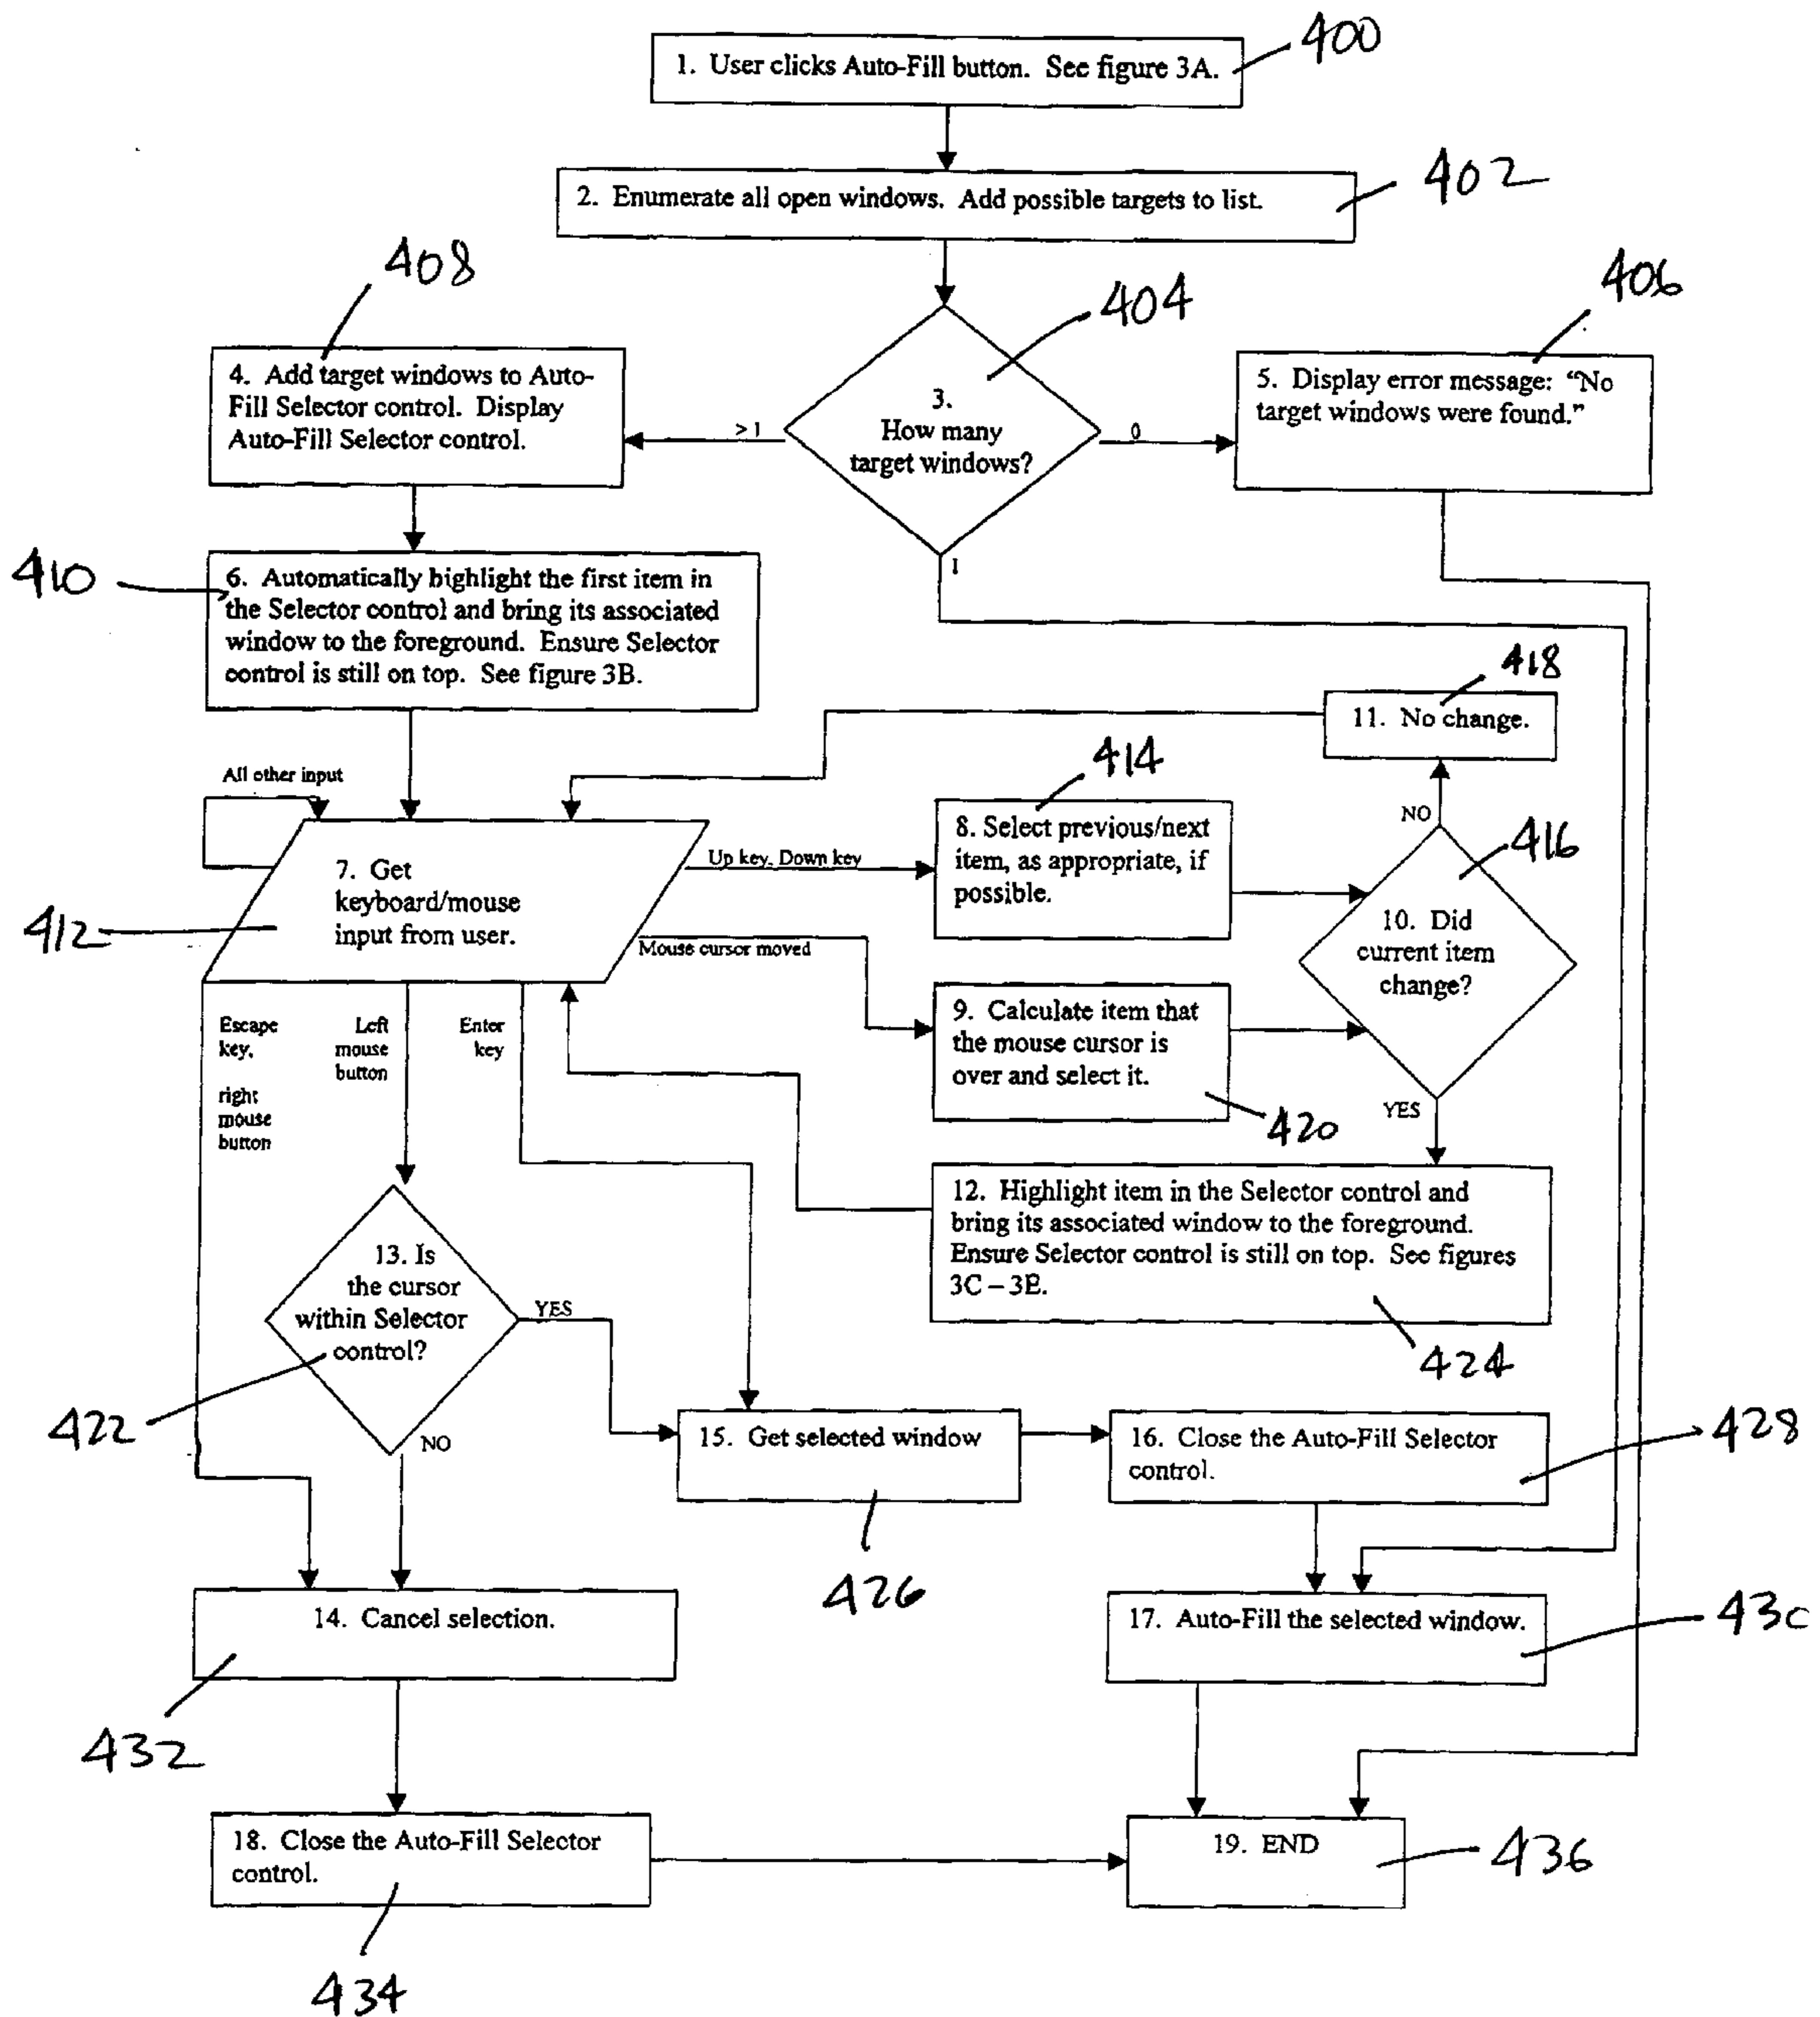 400
1. User clicks Auto-Fill button. See figure 3A.
402
2. Enumerate all open windows. Add possible targets to list.
408
404
406
4. Add target windows to Auto-
Fill Selector control. Display
Auto-Fill Selector control.
>1
3.
How many
target windows?
0
1
5. Display error message: “No
target windows were found.”
410
6. Automatically highlight the first item in
the Selector control and bring its associated
window to the foreground. Ensure Selector
control is still on top. See figure 3B.
418
11. No change.
All other input
414
8. Select previous/next
item, as appropriate, if
possible.
NO
416
7. Get
keyboard/mouse
input from user.
Up key, Down key
412
Mouse cursor moved
10. Did
current item
change?
Escape
key,
right
mouse
button
Left
mouse
button
Enter
key
9. Calculate item that
the mouse cursor is
over and select it.
420
YES
12. Highlight item in the Selector control and
bring its associated window to the foreground.
Ensure Selector control is still on top. See figures
3C – 3E.
424
13. Is
the cursor
within Selector
control?
YES
422
NO
15. Get selected window
426
16. Close the Auto-Fill Selector
control.
428
14. Cancel selection.
432
17. Auto-Fill the selected window.
430
18. Close the Auto-Fill Selector
control.
434
19. END
436